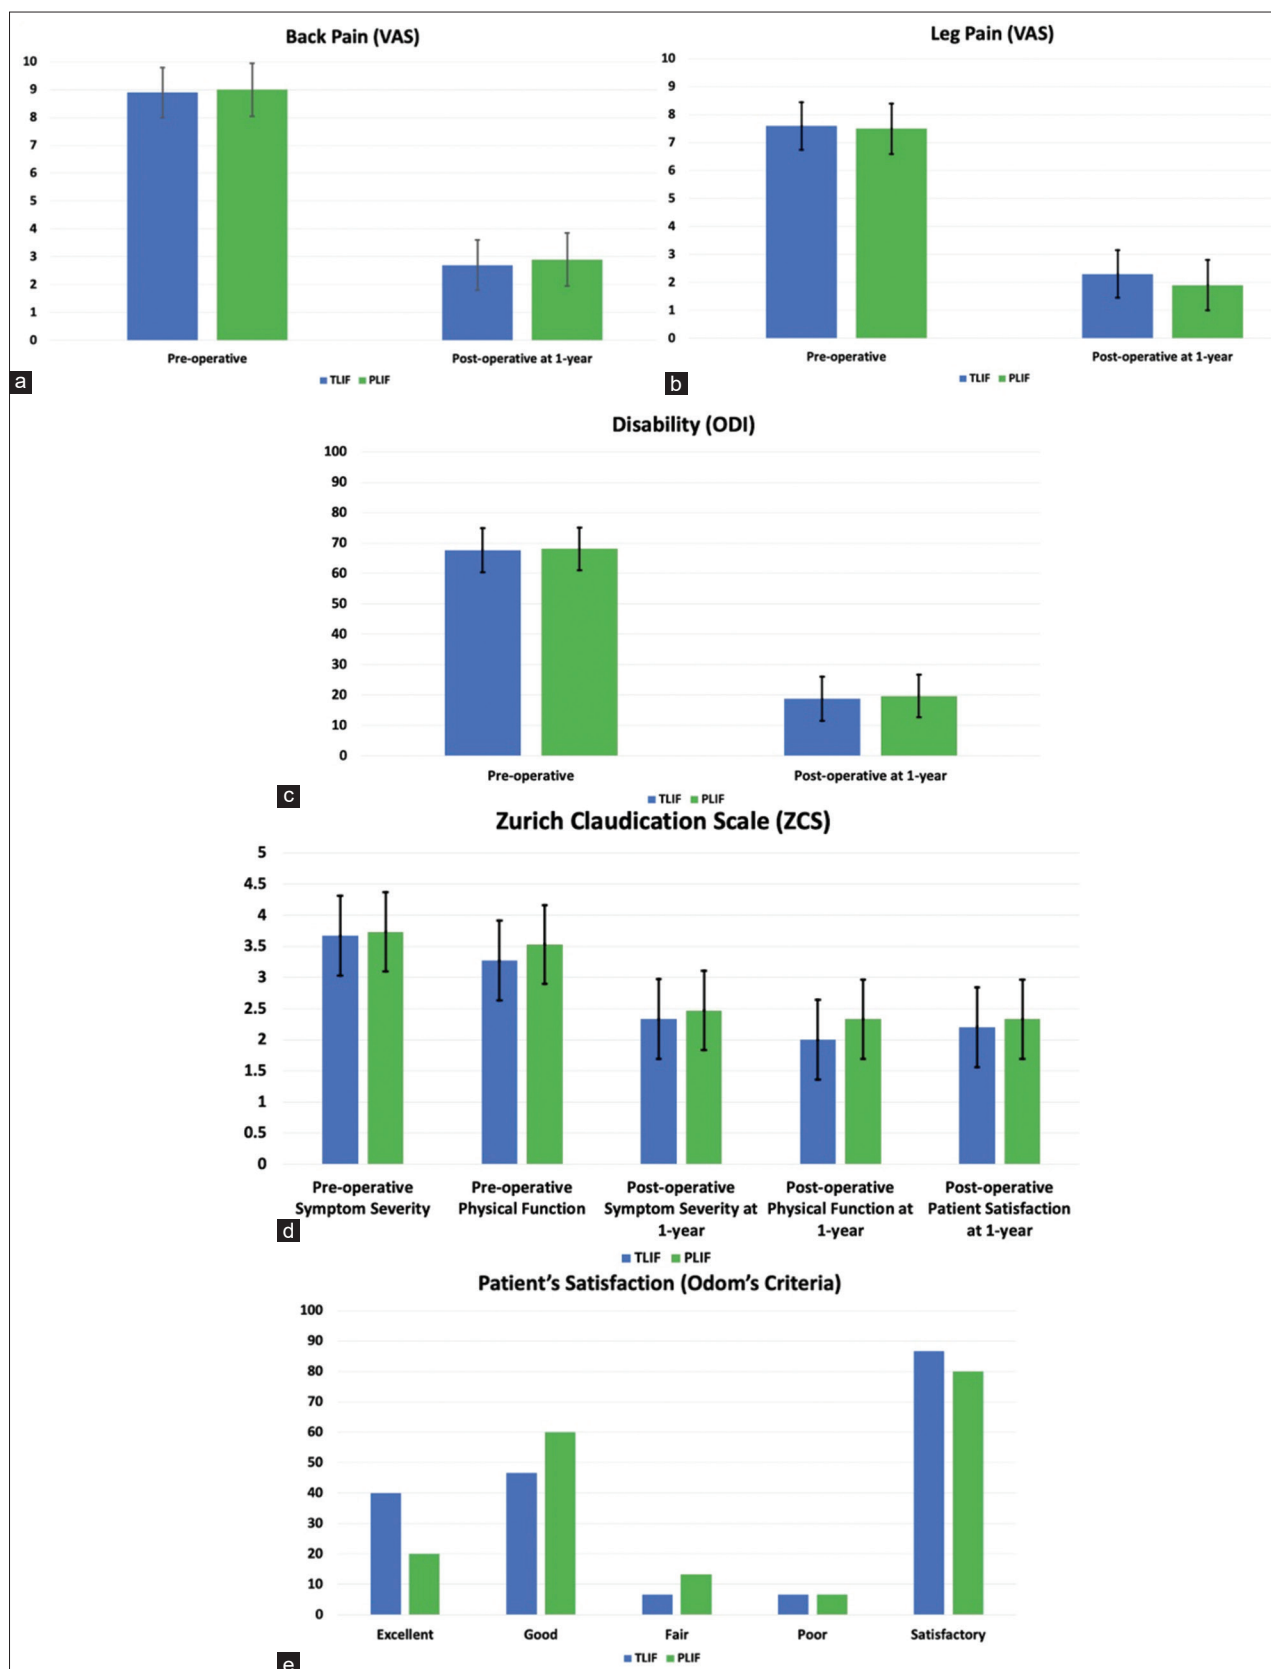 Back Pain (VAS)
10
9
8
7
6
5
4
3
2
1
0
Pre-operative
Post-operative at 1-year
TLIF PLIF
a
Leg Pain (VAS)
10
9
8
7
6
5
4
3
2
1
0
Pre-operative
Post-operative at 1-year
TLIF PLIF
b
Disability (ODI)
100
90
80
70
60
50
40
30
20
10
0
Pre-operative
Post-operative at 1-year
TLIF PLIF
c
Zurich Claudication Scale (ZCS)
5
4.5
4
3.5
3
2.5
2
1.5
1
0.5
0
Pre-operative
Symptom Severity
Pre-operative
Physical Function
Post-operative
Symptom Severity at
1-year
Post-operative
Physical Function at
1-year
Post-operative
Patient Satisfaction
at 1-year
TLIF PLIF
d
Patient’s Satisfaction (Odom’s Criteria)
100
90
80
70
60
50
40
30
20
10
0
Excellent
Good
Fair
Poor
Satisfactory
TLIF PLIF
e